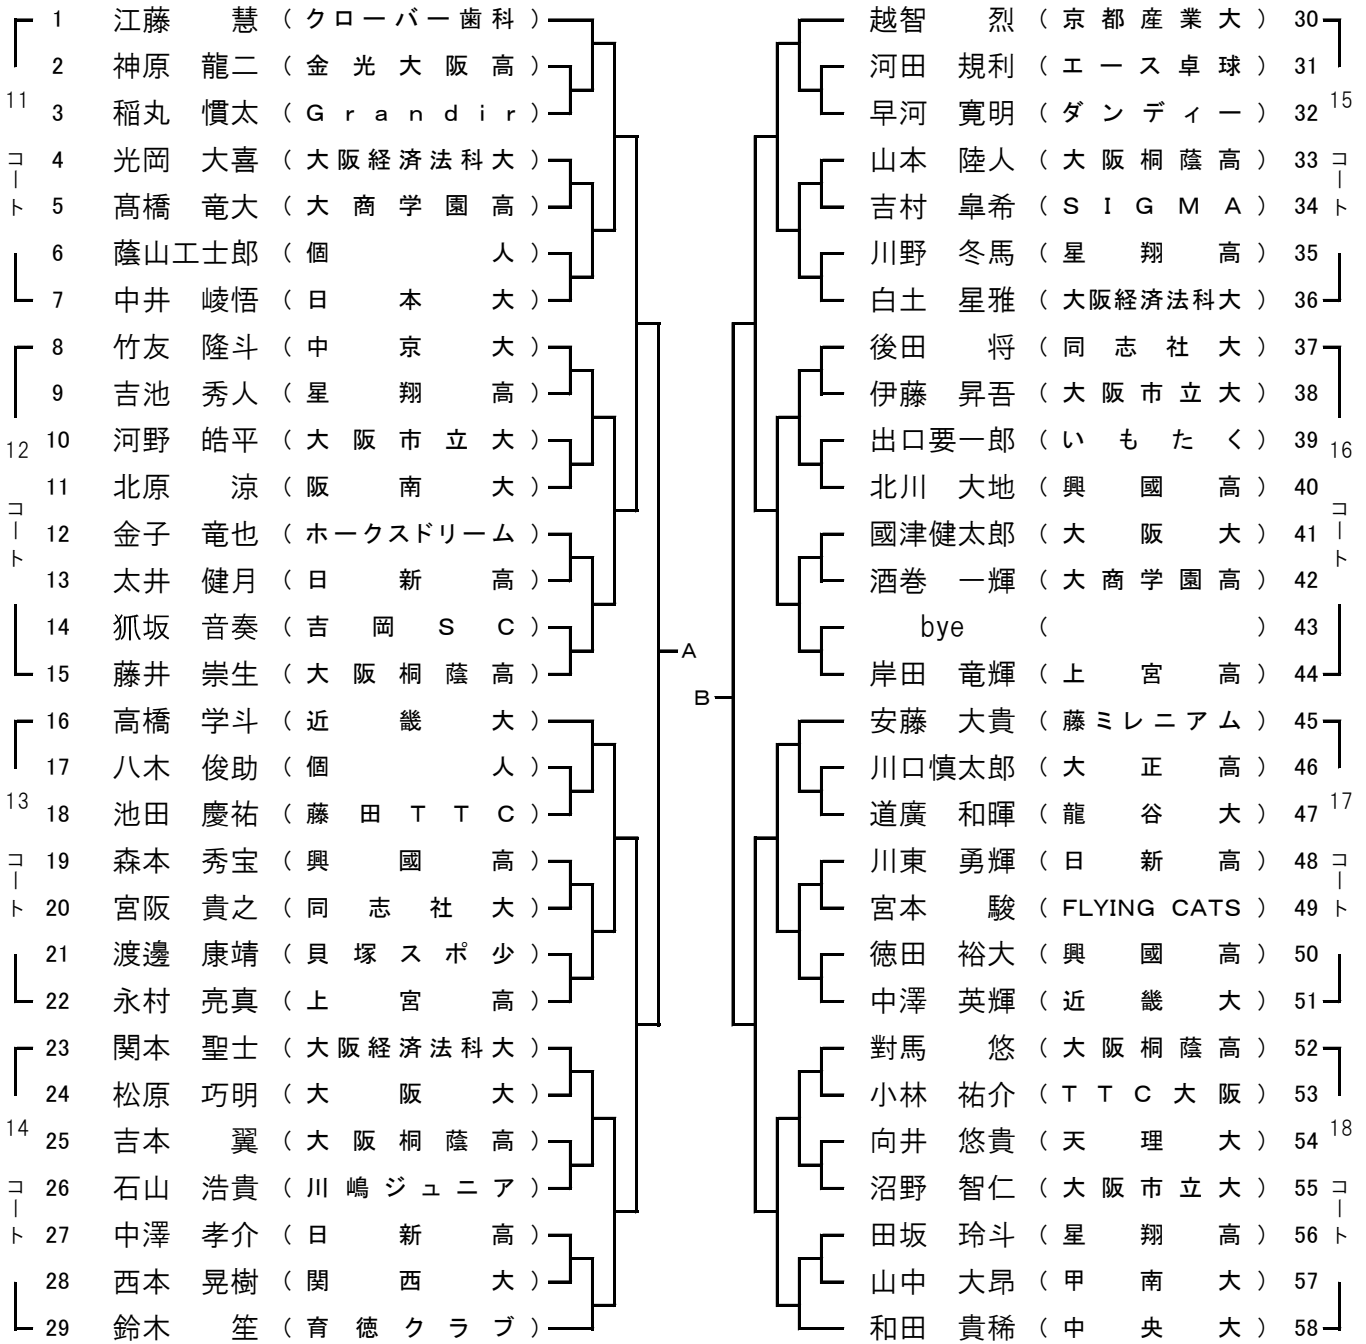 1 江藤 慧 (クローバー歯科)
2 神原 龍二 (金光大阪高)
3 稲丸 慣太 (Grandir)
4 光岡 大喜 (大阪経済法科大)
5 髙橋 竜大 (大商学園高)
6 蔭山工士郎 (個人)
7 中井 崚悟 (日本大)
11コート
8 竹友 隆斗 (中京大)
9 吉池 秀人 (星翔高)
10 河野 皓平 (大阪市立大)
11 北原 涼 (阪南大)
12 金子 竜也 (ホークスドリーム)
13 太井 健月 (日新高)
14 狐坂 音奏 (吉岡SC)
15 藤井 崇生 (大阪桐蔭高)
12コート
16 高橋 学斗 (近畿大)
17 八木 俊助 (個人)
18 池田 慶祐 (藤田TTC)
19 森本 秀宝 (興國高)
20 宮阪 貴之 (同志社大)
21 渡邊 康靖 (貝塚スポ少)
22 永村 亮真 (上宮高)
13コート
23 関本 聖士 (大阪経済法科大)
24 松原 巧明 (大阪大)
25 吉本 翼 (大阪桐蔭高)
26 石山 浩貴 (川嶋ジュニア)
27 中澤 孝介 (日新高)
28 西本 晃樹 (関西大)
29 鈴木 笙 (育徳クラブ)
14コート
A
B
越智 烈 (京都産業大) 30
河田 規利 (エース卓球) 31
早河 寛明 (ダンディー) 32
山本 陸人 (大阪桐蔭高) 33
吉村 皐希 (SIGMA) 34
川野 冬馬 (星翔高) 35
白土 星雅 (大阪経済法科大) 36
15コート
後田 将 (同志社大) 37
伊藤 昇吾 (大阪市立大) 38
出口要一郎 (いもたく) 39
北川 大地 (興國高) 40
國津健太郎 (大阪大) 41
酒巻 一輝 (大商学園高) 42
bye ( ) 43
岸田 竜輝 (上宮高) 44
16コート
安藤 大貴 (藤ミレニアム) 45
川口慎太郎 (大正高) 46
道廣 和暉 (龍谷大) 47
川東 勇輝 (日新高) 48
宮本 駿 (FLYING CATS) 49
徳田 裕大 (興國高) 50
中澤 英輝 (近畿大) 51
17コート
對馬 悠 (大阪桐蔭高) 52
小林 祐介 (TTC大阪) 53
向井 悠貴 (天理大) 54
沼野 智仁 (大阪市立大) 55
田坂 玲斗 (星翔高) 56
山中 大昂 (甲南大) 57
和田 貴稀 (中央大) 58
18コート